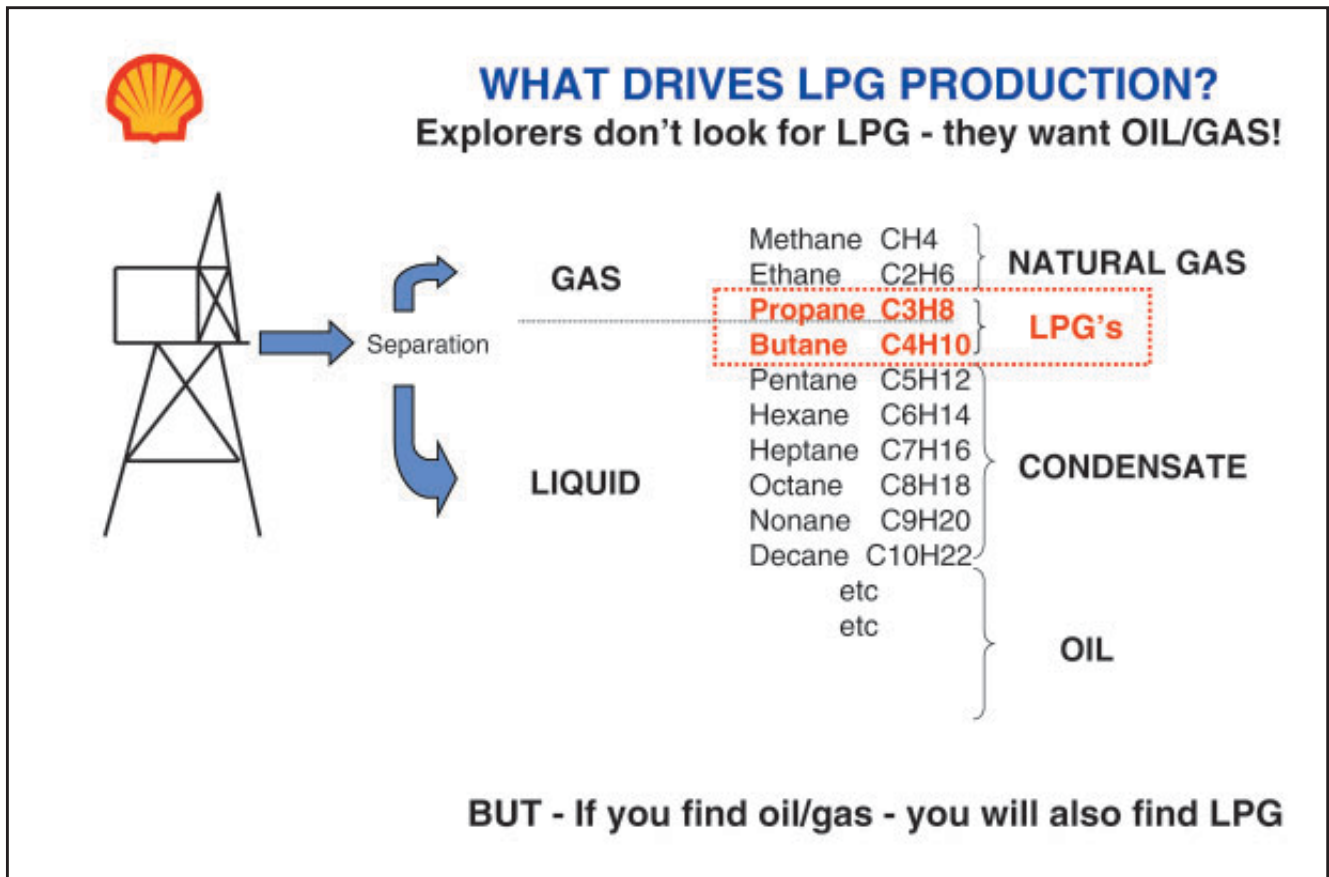 WHAT DRIVES LPG PRODUCTION?
Explorers don't look for LPG - they want OIL/GAS!
Separation
GAS
LIQUID
Methane CH4
Ethane C2H6
Propane C3H8
Butane C4H10
Pentane C5H12
Hexane C6H14
Heptane C7H16
Octane C8H18
Nonane C9H20
Decane C10H22
etc
etc
NATURAL GAS
LPG's
CONDENSATE
OIL
BUT - If you find oil/gas - you will also find LPG